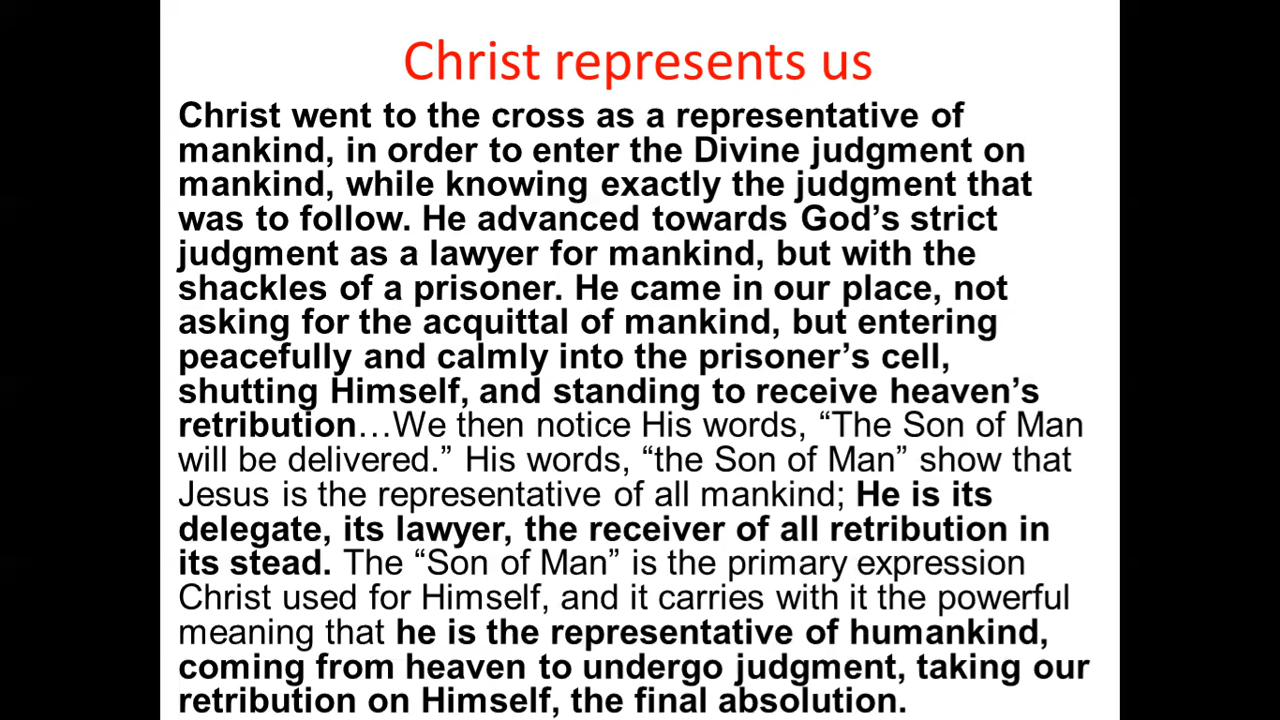 Christ represents us
Christ went to the cross as a representative of
mankind, in order to enter the Divine judgment on
mankind, while knowing exactly the judgment that
was to follow. He advanced towards God’s strict
judgment as a lawyer for mankind, but with the
shackles of a prisoner. He came in our place, not
asking for the acquittal of mankind, but entering
peacefully and calmly into the prisoner’s cell,
shutting Himself, and standing to receive heaven’s
retribution…We then notice His words, “The Son of Man
will be delivered.” His words, “the Son of Man” show that
Jesus is the representative of all mankind; He is its
delegate, its lawyer, the receiver of all retribution in
its stead. The “Son of Man” is the primary expression
Christ used for Himself, and it carries with it the powerful
meaning that he is the representative of humankind,
coming from heaven to undergo judgment, taking our
retribution on Himself, the final absolution.